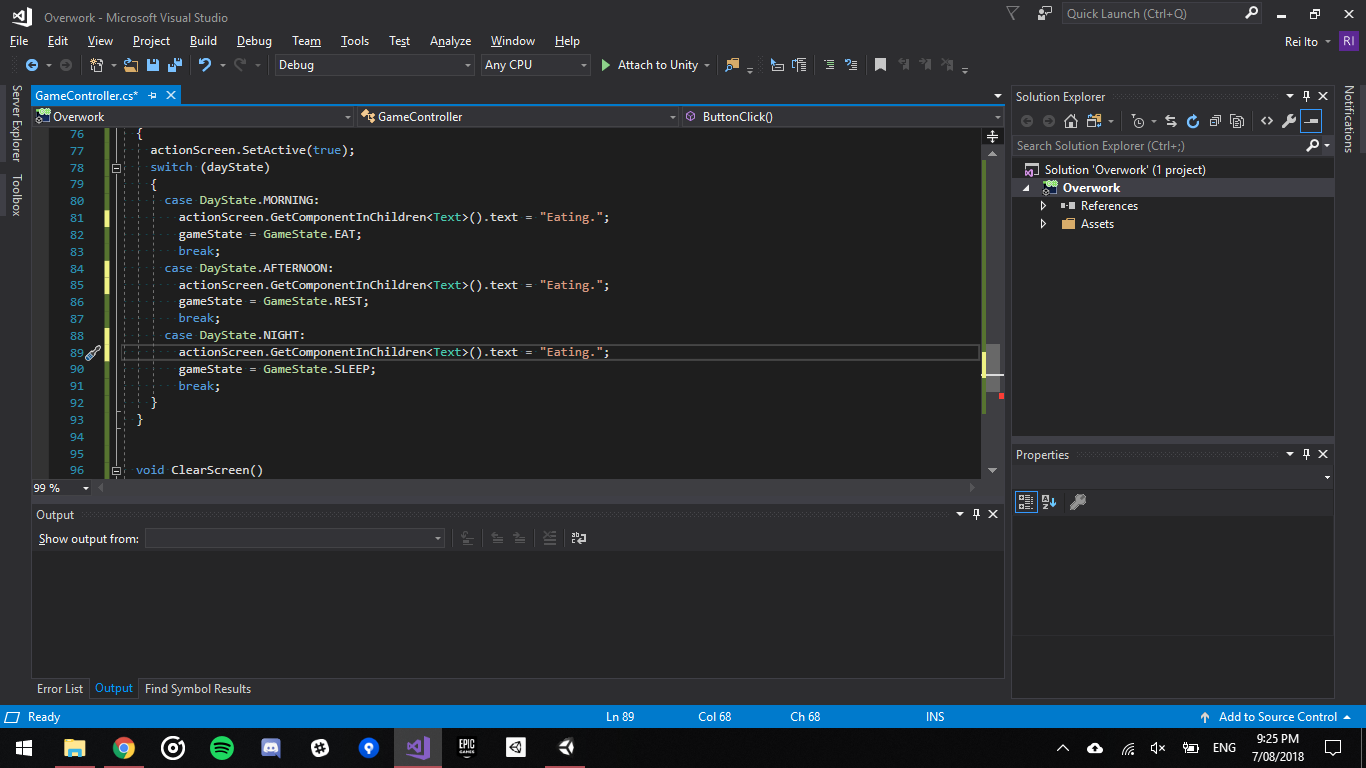 Overwork - Microsoft Visual Studio
Quick Launch (Ctrl+Q)
File Edit View Project Build Debug Team Tools Test Analyze Window Help
Rei Ito RI
Debug Any CPU Attach to Unity
Server Explorer
Toolbox
GameController.cs*
Overwork GameController ButtonClick()
76 {
77 actionScreen.SetActive(true);
78 switch (dayState)
79 {
80 case DayState.MORNING:
81 actionScreen.GetComponentInChildren<Text>().text = "Eating.";
82 gameState = GameState.EAT;
83 break;
84 case DayState.AFTERNOON:
85 actionScreen.GetComponentInChildren<Text>().text = "Eating.";
86 gameState = GameState.REST;
87 break;
88 case DayState.NIGHT:
89 actionScreen.GetComponentInChildren<Text>().text = "Eating.";
90 gameState = GameState.SLEEP;
91 break;
92 }
93 }
94
95
96 void ClearScreen()
99 %
Output
Show output from:
Error List Output Find Symbol Results
Solution Explorer
Search Solution Explorer (Ctrl+;)
Solution 'Overwork' (1 project)
Overwork
References
Assets
Properties
Notifications
Ready Ln 89 Col 68 Ch 68 INS Add to Source Control
EPIC GAMES
ENG
9:25 PM
7/08/2018